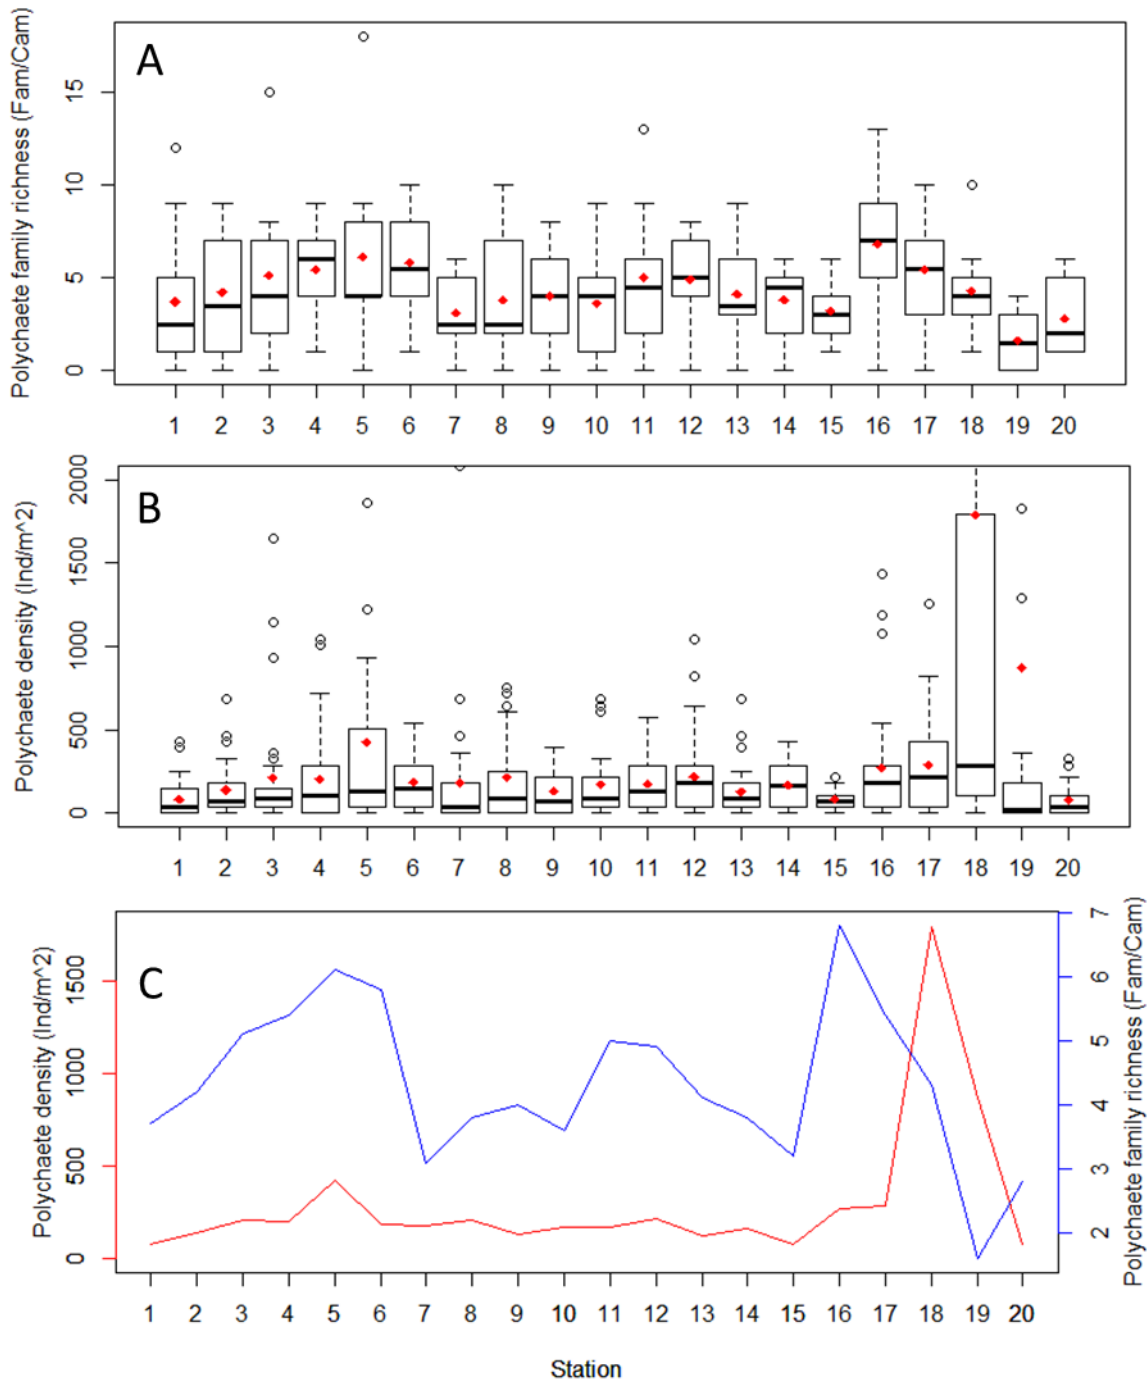 A
Polychaete family richness (Fam/Cam)
15
10
5
0
1 2 3 4 5 6 7 8 9 10 11 12 13 14 15 16 17 18 19 20
B
Polychaete density (Ind/m^2)
2000
1500
1000
500
0
1 2 3 4 5 6 7 8 9 10 11 12 13 14 15 16 17 18 19 20
C
Polychaete density (Ind/m^2)
1500
1000
500
0
7
6
5
4
3
2
Polychaete family richness (Fam/Cam)
1 2 3 4 5 6 7 8 9 10 11 12 13 14 15 16 17 18 19 20
Station